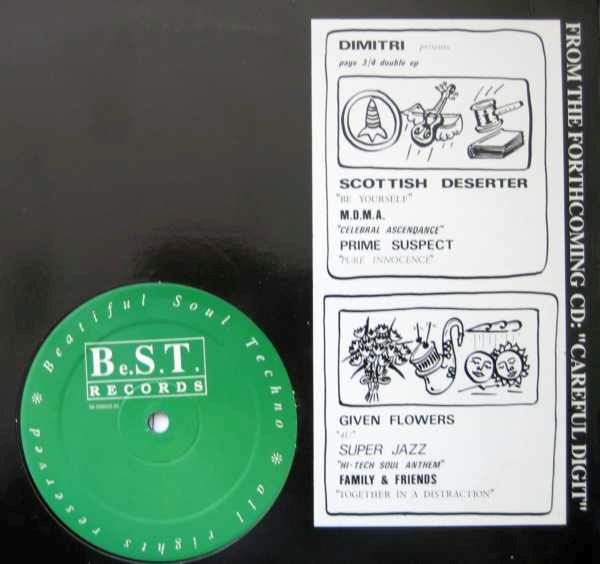 DIMITRI presents
page 3/4 double ep
SCOTTISH DESERTER
"BE YOURSELF"
M.D.M.A.
"CELEBRAL ASCENDANCE"
PRIME SUSPECT
"PURE INNOCENCE"
GIVEN FLOWERS
"4U"
SUPER JAZZ
"HI-TECH SOUL ANTHEM"
FAMILY & FRIENDS
"TOGETHER IN A DISTRACTION"
FROM THE FORTHCOMING CD: "CAREFUL DIGIT"
Beatiful Soul Techno
all rights reserved
Be.S.T.
RECORDS